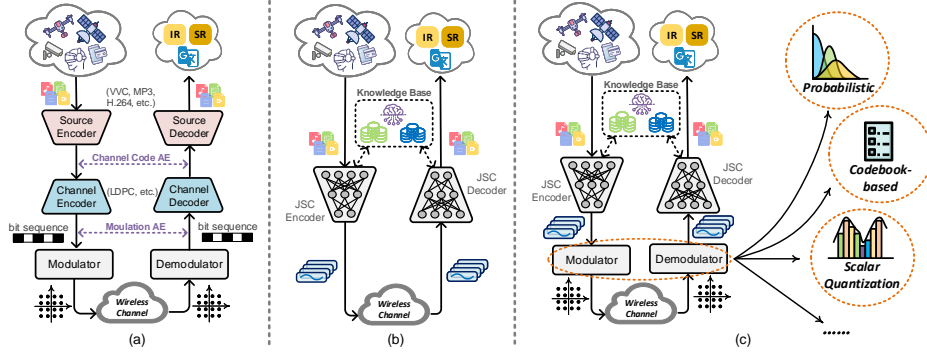 IR SR
G
(VVC, MP3,
H.264, etc.)
Source
Encoder
Source
Decoder
Channel Code AE
Channel
Encoder
(LDPC, etc.)
Channel
Decoder
bit sequence
Moulation AE
bit sequence
Modulator
Demodulator
Wireless
Channel
(a)
IR SR
G
Knowledge Base
JSC
Encoder
JSC
Decoder
Wireless
Channel
(b)
IR SR
G
Knowledge Base
JSC
Encoder
JSC
Decoder
Modulator
Demodulator
Wireless
Channel
(c)
Probabilistic
Codebook-
based
Scalar
Quantization
......